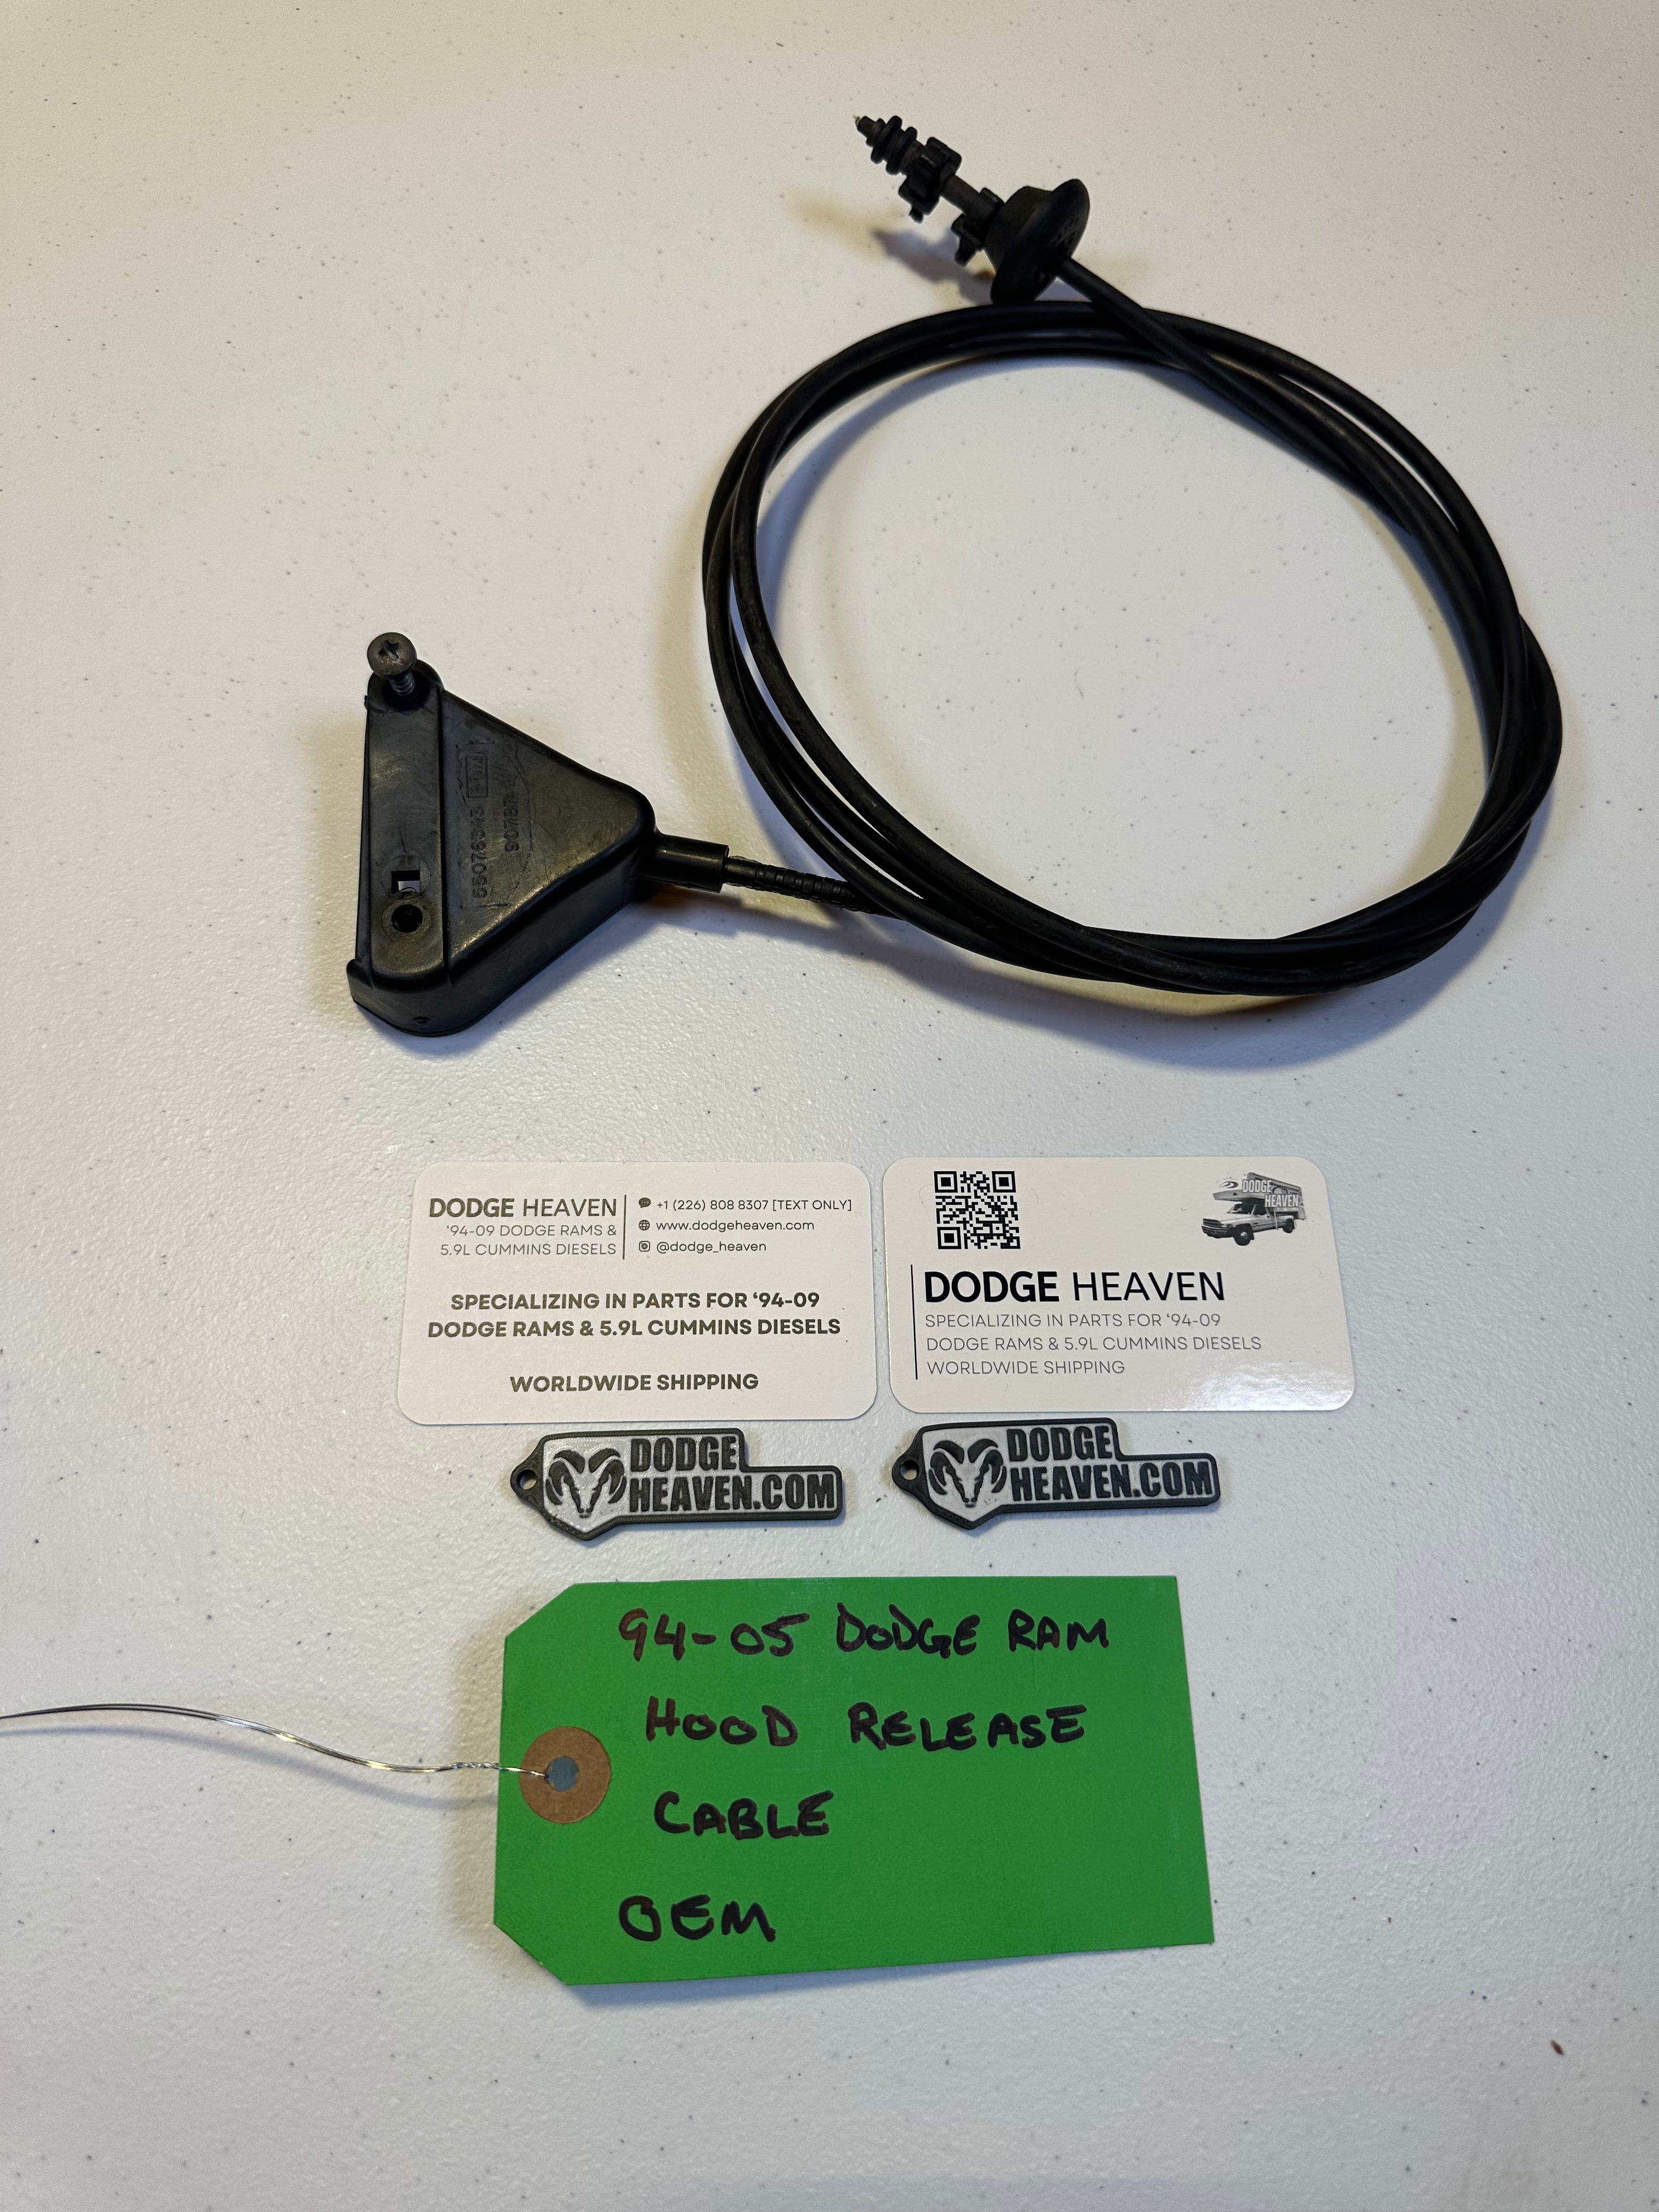 DODGE HEAVEN
'94-09 DODGE RAMS &
5.9L CUMMINS DIESELS
+1 (226) 808 8307 [TEXT ONLY]
www.dodgeheaven.com
@dodge_heaven
SPECIALIZING IN PARTS FOR '94-09
DODGE RAMS & 5.9L CUMMINS DIESELS
WORLDWIDE SHIPPING
DODGE
HEAVEN
DODGE HEAVEN
SPECIALIZING IN PARTS FOR '94-09
DODGE RAMS & 5.9L CUMMINS DIESELS
WORLDWIDE SHIPPING
DODGE
HEAVEN.COM
DODGE
HEAVEN.COM
94-05 DODGE RAM
HOOD RELEASE
CABLE
OEM